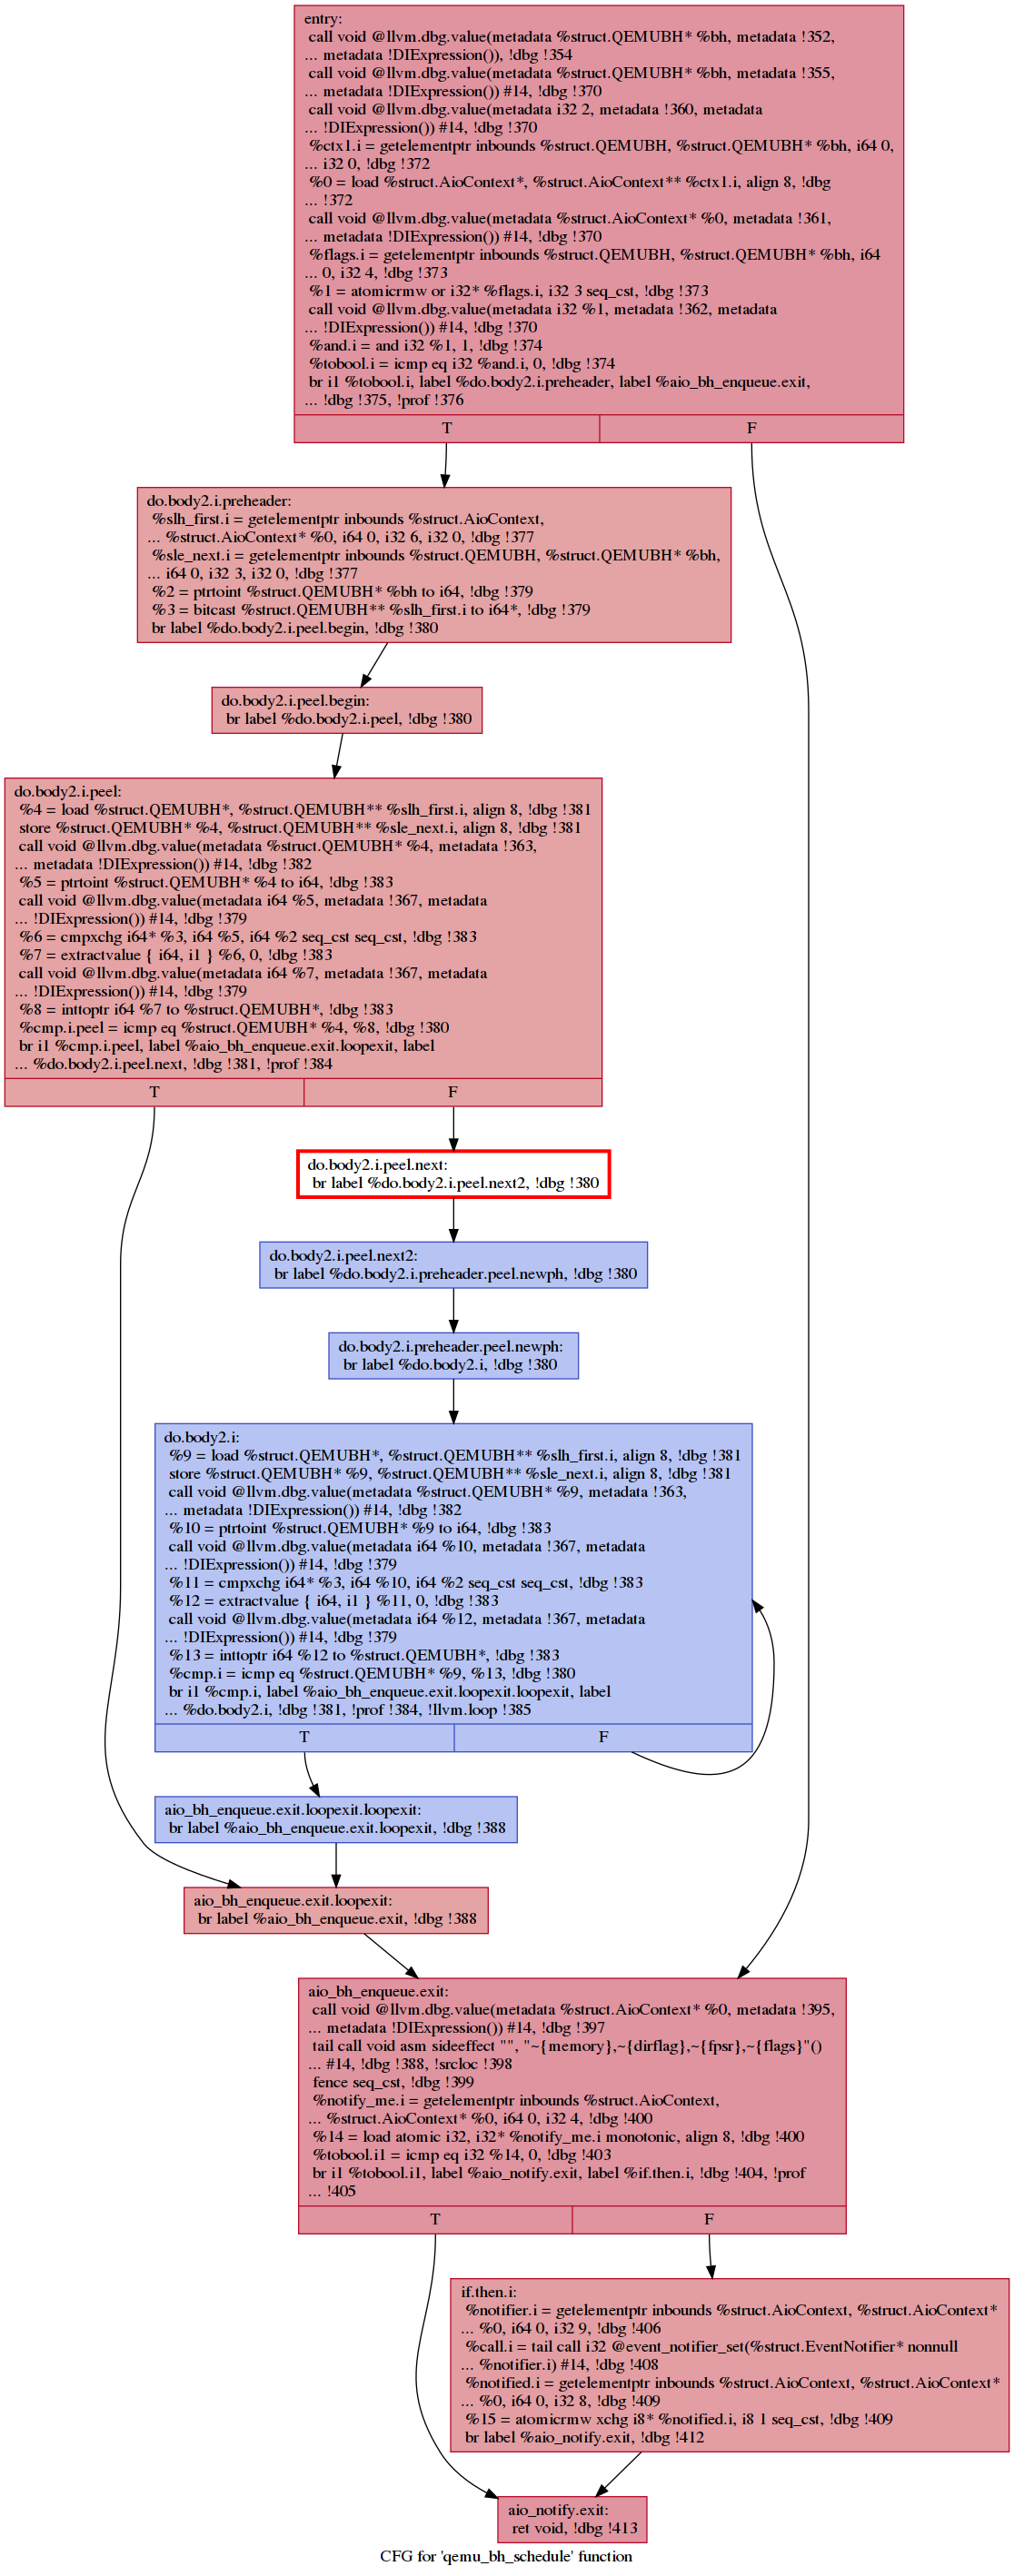 entry:
call void @llvm.dbg.value(metadata %struct.QEMUBH* %bh, metadata !352,
... metadata !DIExpression()), !dbg !354
call void @llvm.dbg.value(metadata %struct.QEMUBH* %bh, metadata !355,
... metadata !DIExpression()) #14, !dbg !370
call void @llvm.dbg.value(metadata i32 2, metadata !360, metadata
... !DIExpression()) #14, !dbg !370
%ctx1.i = getelementptr inbounds %struct.QEMUBH, %struct.QEMUBH* %bh, i64 0,
... i32 0, !dbg !372
%0 = load %struct.AioContext*, %struct.AioContext** %ctx1.i, align 8, !dbg
... !372
call void @llvm.dbg.value(metadata %struct.AioContext* %0, metadata !361,
... metadata !DIExpression()) #14, !dbg !370
%flags.i = getelementptr inbounds %struct.QEMUBH, %struct.QEMUBH* %bh, i64
... 0, i32 4, !dbg !373
%1 = atomicrmw or i32* %flags.i, i32 3 seq_cst, !dbg !373
call void @llvm.dbg.value(metadata i32 %1, metadata !362, metadata
... !DIExpression()) #14, !dbg !370
%and.i = and i32 %1, 1, !dbg !374
%tobool.i = icmp eq i32 %and.i, 0, !dbg !374
br i1 %tobool.i, label %do.body2.i.preheader, label %aio_bh_enqueue.exit,
... !dbg !375, !prof !376
T F
do.body2.i.preheader:
%slh_first.i = getelementptr inbounds %struct.AioContext,
... %struct.AioContext* %0, i64 0, i32 6, i32 0, !dbg !377
%sle_next.i = getelementptr inbounds %struct.QEMUBH, %struct.QEMUBH* %bh,
... i64 0, i32 3, i32 0, !dbg !377
%2 = ptrtoint %struct.QEMUBH* %bh to i64, !dbg !379
%3 = bitcast %struct.QEMUBH** %slh_first.i to i64*, !dbg !379
br label %do.body2.i.peel.begin, !dbg !380
do.body2.i.peel.begin:
br label %do.body2.i.peel, !dbg !380
do.body2.i.peel:
%4 = load %struct.QEMUBH*, %struct.QEMUBH** %slh_first.i, align 8, !dbg !381
store %struct.QEMUBH* %4, %struct.QEMUBH** %sle_next.i, align 8, !dbg !381
call void @llvm.dbg.value(metadata %struct.QEMUBH* %4, metadata !363,
... metadata !DIExpression()) #14, !dbg !382
%5 = ptrtoint %struct.QEMUBH* %4 to i64, !dbg !383
call void @llvm.dbg.value(metadata i64 %5, metadata !367, metadata
... !DIExpression()) #14, !dbg !379
%6 = cmpxchg i64* %3, i64 %5, i64 %2 seq_cst seq_cst, !dbg !383
%7 = extractvalue { i64, i1 } %6, 0, !dbg !383
call void @llvm.dbg.value(metadata i64 %7, metadata !367, metadata
... !DIExpression()) #14, !dbg !379
%8 = inttoptr i64 %7 to %struct.QEMUBH*, !dbg !383
%cmp.i.peel = icmp eq %struct.QEMUBH* %4, %8, !dbg !380
br i1 %cmp.i.peel, label %aio_bh_enqueue.exit.loopexit, label
... %do.body2.i.peel.next, !dbg !381, !prof !384
T F
do.body2.i.peel.next:
br label %do.body2.i.peel.next2, !dbg !380
do.body2.i.peel.next2:
br label %do.body2.i.preheader.peel.newph, !dbg !380
do.body2.i.preheader.peel.newph:
br label %do.body2.i, !dbg !380
do.body2.i:
%9 = load %struct.QEMUBH*, %struct.QEMUBH** %slh_first.i, align 8, !dbg !381
store %struct.QEMUBH* %9, %struct.QEMUBH** %sle_next.i, align 8, !dbg !381
call void @llvm.dbg.value(metadata %struct.QEMUBH* %9, metadata !363,
... metadata !DIExpression()) #14, !dbg !382
%10 = ptrtoint %struct.QEMUBH* %9 to i64, !dbg !383
call void @llvm.dbg.value(metadata i64 %10, metadata !367, metadata
... !DIExpression()) #14, !dbg !379
%11 = cmpxchg i64* %3, i64 %10, i64 %2 seq_cst seq_cst, !dbg !383
%12 = extractvalue { i64, i1 } %11, 0, !dbg !383
call void @llvm.dbg.value(metadata i64 %12, metadata !367, metadata
... !DIExpression()) #14, !dbg !379
%13 = inttoptr i64 %12 to %struct.QEMUBH*, !dbg !383
%cmp.i = icmp eq %struct.QEMUBH* %9, %13, !dbg !380
br i1 %cmp.i, label %aio_bh_enqueue.exit.loopexit.loopexit, label
... %do.body2.i, !dbg !381, !prof !384, !llvm.loop !385
T F
aio_bh_enqueue.exit.loopexit.loopexit:
br label %aio_bh_enqueue.exit.loopexit, !dbg !388
aio_bh_enqueue.exit.loopexit:
br label %aio_bh_enqueue.exit, !dbg !388
aio_bh_enqueue.exit:
call void @llvm.dbg.value(metadata %struct.AioContext* %0, metadata !395,
... metadata !DIExpression()) #14, !dbg !397
tail call void asm sideeffect "", "~{memory},~{dirflag},~{fpsr},~{flags}"()
... #14, !dbg !388, !srcloc !398
fence seq_cst, !dbg !399
%notify_me.i = getelementptr inbounds %struct.AioContext,
... %struct.AioContext* %0, i64 0, i32 4, !dbg !400
%14 = load atomic i32, i32* %notify_me.i monotonic, align 8, !dbg !400
%tobool.i1 = icmp eq i32 %14, 0, !dbg !403
br i1 %tobool.i1, label %aio_notify.exit, label %if.then.i, !dbg !404, !prof
... !405
T F
if.then.i:
%notifier.i = getelementptr inbounds %struct.AioContext, %struct.AioContext*
... %0, i64 0, i32 9, !dbg !406
%call.i = tail call i32 @event_notifier_set(%struct.EventNotifier* nonnull
... %notifier.i) #14, !dbg !408
%notified.i = getelementptr inbounds %struct.AioContext, %struct.AioContext*
... %0, i64 0, i32 8, !dbg !409
%15 = atomicrmw xchg i8* %notified.i, i8 1 seq_cst, !dbg !409
br label %aio_notify.exit, !dbg !412
aio_notify.exit:
ret void, !dbg !413
CFG for 'qemu_bh_schedule' function